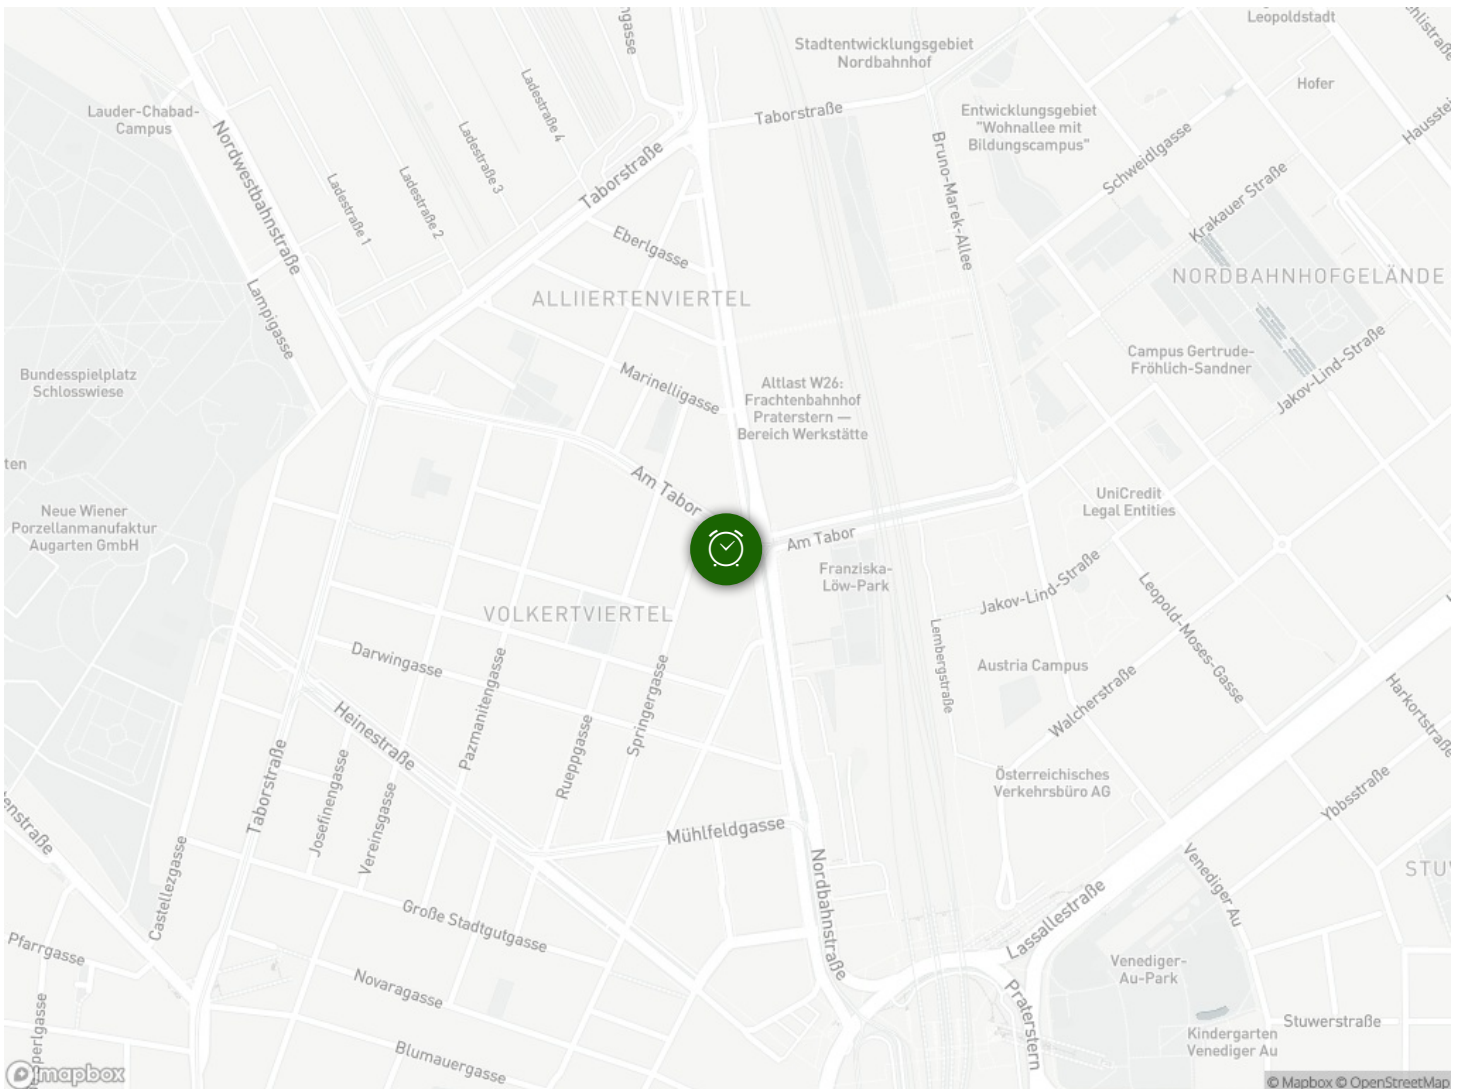 Leopoldstadt
Stadtentwicklungsgebiet
Nordbahnhof
Hofer
Lauder-Chabad-
Campus
Ladestraße 4
Taborstraße
Entwicklungsgebiet
"Wohnallee mit
Bildungscampus"
Nordwestbahnstraße
Ladestraße 3
Taborstraße
Bruno-Marek-Allee
Schweidlgasse
Ladestraße 1
Ladestraße 2
Krakauer Straße
Eberlgasse
NORDBAHNHOFGELÄNDE
ALLIIERTENVIERTEL
Lampigasse
Campus Gertrude-
Fröhlich-Sandner
Jakov-Lind-Straße
Bundesspielplatz
Schlosswiese
Marinelligasse
Altlast W26:
Frachtenbahnhof
Praterstern —
Bereich Werkstätte
ten
Am Tabor
UniCredit
Legal Entities
Neue Wiener
Porzellanmanufaktur
Augarten GmbH
Am Tabor
Franziska-
Löw-Park
Jakov-Lind-Straße
Leopold-Moses-Gasse
VOLKERTVIERTEL
Lembergstraße
Darwingasse
Austria Campus
Pazmanitengasse
Springergasse
Walcherstraße
Harkortstraße
Heinestraße
Rueppgasse
Taborstraße
Josefinengasse
Vereinsgasse
Österreichisches
Verkehrsbüro AG
Ybbsstraße
enstraße
Mühlfeldgasse
Castellezgasse
Nordbahnstraße
Lassallestraße
Venediger Au
STU
Große Stadtgutgasse
Pfarrgasse
Novaragasse
Venediger-
Au-Park
Praterstern
Stuwerstraße
Kindergarten
Venediger Au
perlgasse
Blumauergasse
mapbox
© Mapbox © OpenStreetMap